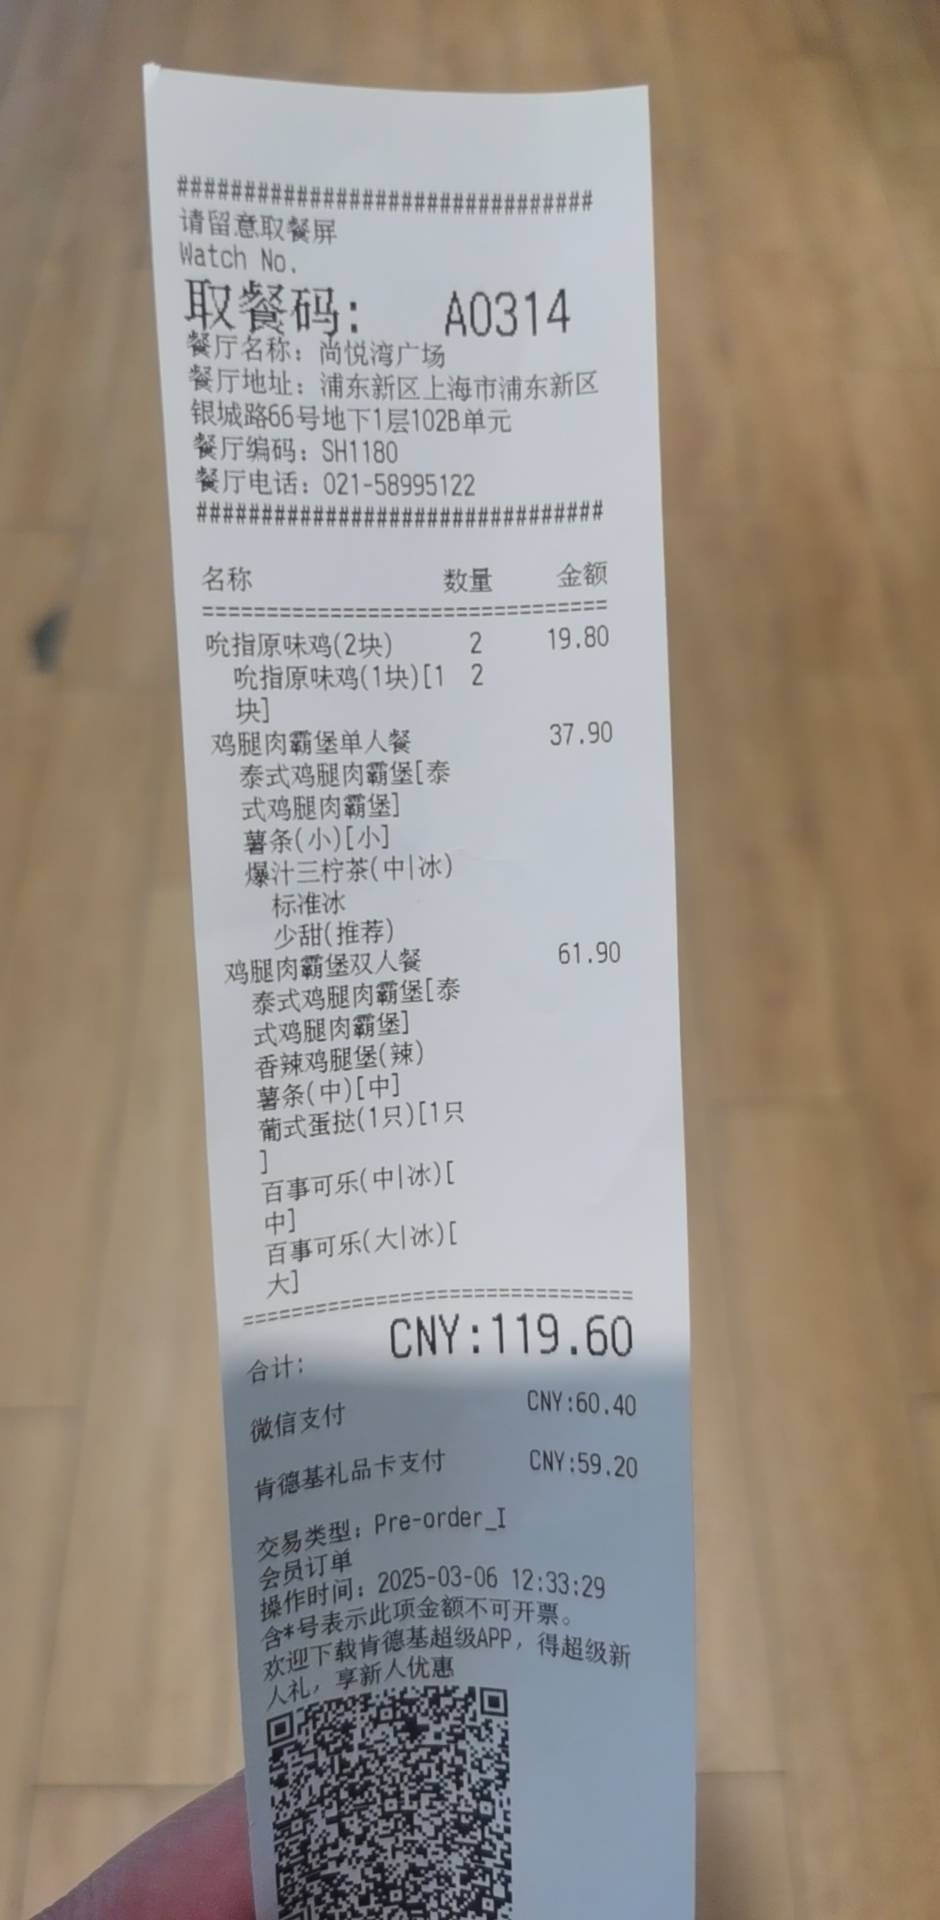 ################################
请留意取餐屏
Watch No.
取餐码: A0314
餐厅名称: 尚悦湾广场
餐厅地址: 浦东新区上海市浦东新区
银城路66号地下1层102B单元
餐厅编码: SH1180
餐厅电话: 021-58995122
################################
名称 数量 金额
================================
吮指原味鸡(2块) 2 19.80
吮指原味鸡(1块)[1 2
块]
鸡腿肉霸堡单人餐 37.90
泰式鸡腿肉霸堡[泰
式鸡腿肉霸堡]
薯条(小)[小]
爆汁三柠茶(中|冰)
标准冰
少甜(推荐)
鸡腿肉霸堡双人餐 61.90
泰式鸡腿肉霸堡[泰
式鸡腿肉霸堡]
香辣鸡腿堡(辣)
薯条(中)[中]
葡式蛋挞(1只)[1只
]
百事可乐(中|冰)[
中]
百事可乐(大|冰)[
大]
================================
合计: CNY:119.60
微信支付 CNY:60.40
肯德基礼品卡支付 CNY:59.20
交易类型: Pre-order_I
会员订单
操作时间: 2025-03-06 12:33:29
含*号表示此项金额不可开票。
欢迎下载肯德基超级APP，得超级新
人礼，享新人优惠